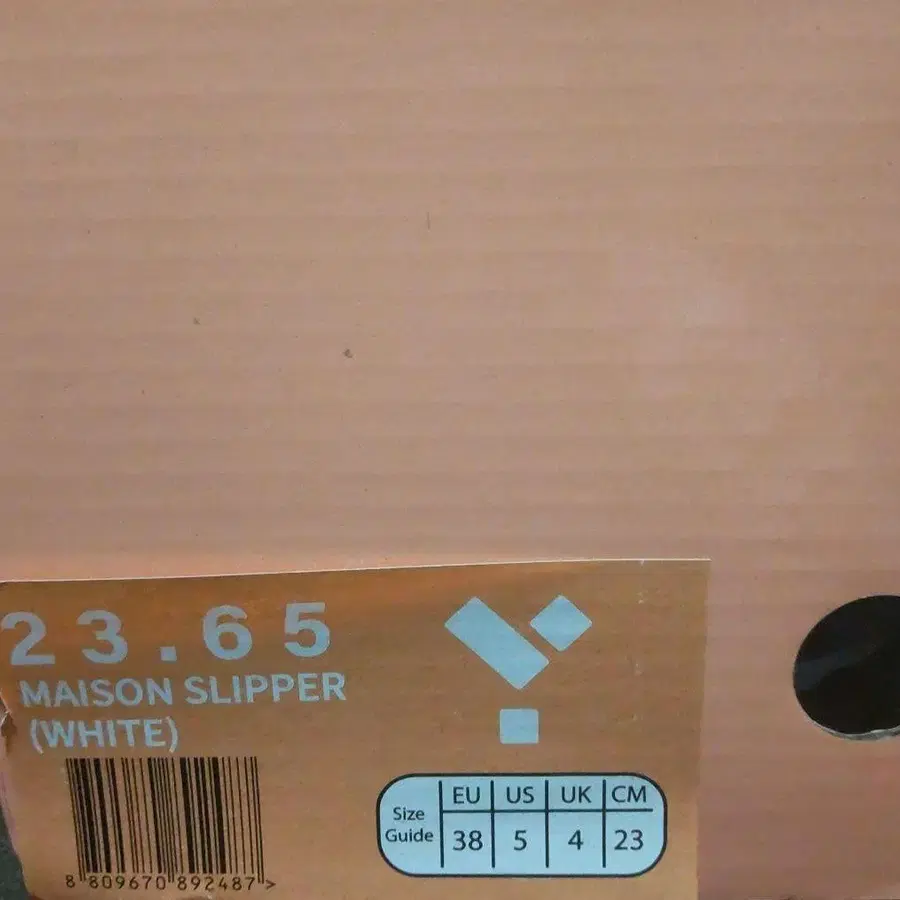 23.65
MAISON SLIPPER
(WHITE)
8 809670 892487 >
Size Guide
EU US UK CM
38 5 4 23